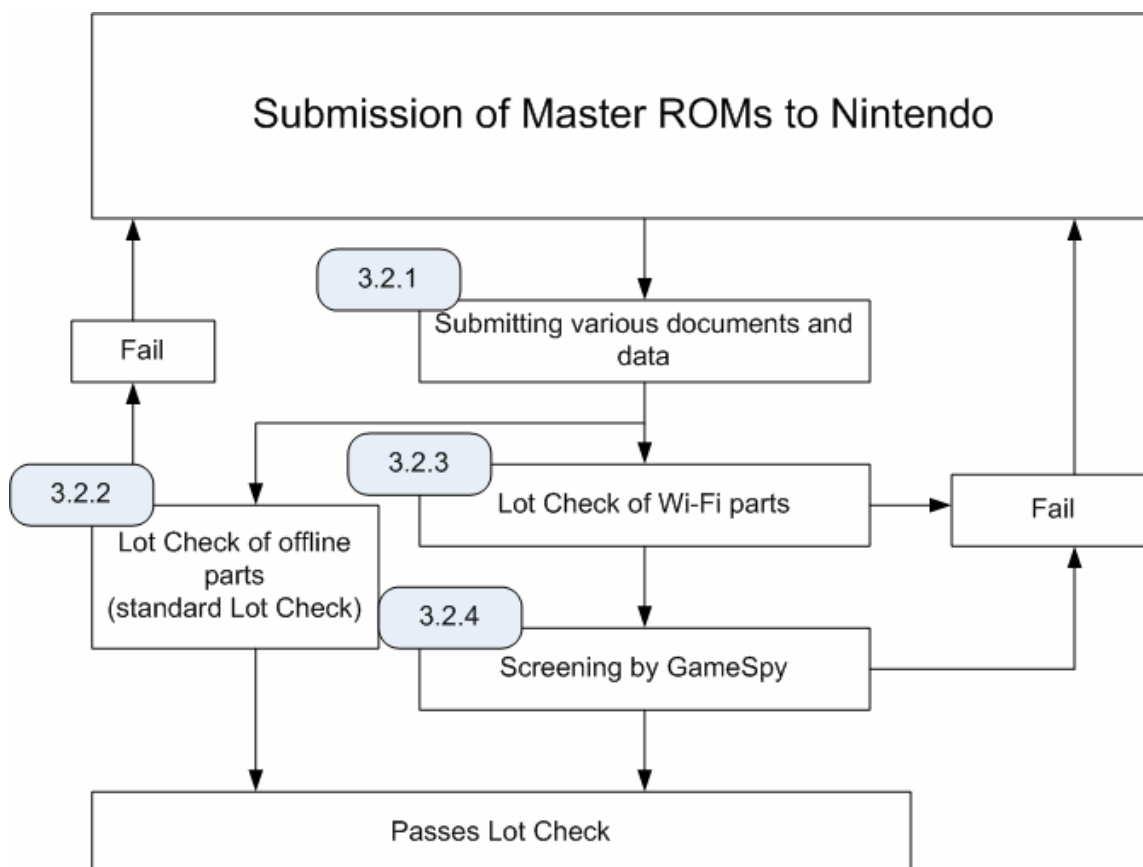 Submission of Master ROMs to Nintendo
3.2.1
Submitting various documents and
data
Fail
3.2.2
Lot Check of offline
parts
(standard Lot Check)
3.2.3
Lot Check of Wi-Fi parts
Fail
3.2.4
Screening by GameSpy
Passes Lot Check